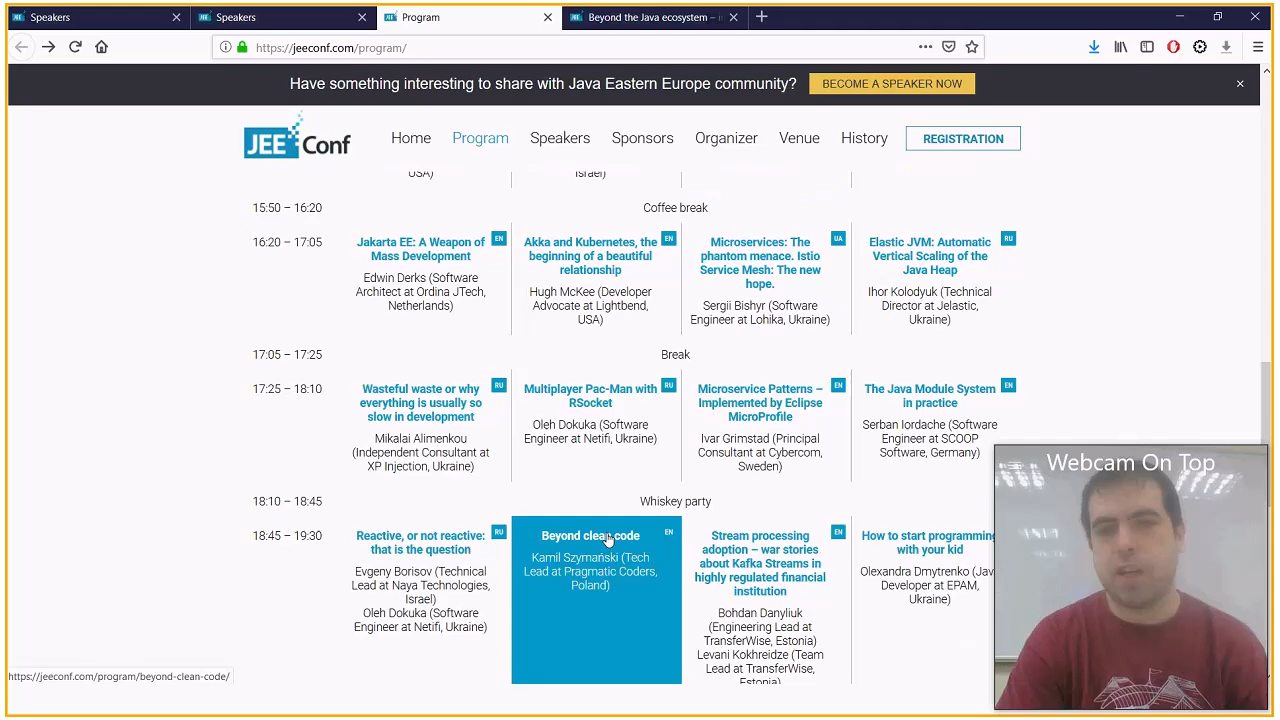 Speakers
Speakers
Program
Beyond the Java ecosystem –
https://jeeconf.com/program/
Have something interesting to share with Java Eastern Europe community?
BECOME A SPEAKER NOW
JEE Conf
Home
Program
Speakers
Sponsors
Organizer
Venue
History
REGISTRATION
USA)
Israel)
15:50 – 16:20
Coffee break
16:20 – 17:05
Jakarta EE: A Weapon of
Mass Development
EN
Edwin Derks (Software
Architect at Ordina JTech,
Netherlands)
Akka and Kubernetes, the
beginning of a beautiful
relationship
EN
Hugh McKee (Developer
Advocate at Lightbend,
USA)
Microservices: The
phantom menace. Istio
Service Mesh: The new
hope.
UA
Sergii Bishyr (Software
Engineer at Lohika, Ukraine)
Elastic JVM: Automatic
Vertical Scaling of the
Java Heap
RU
Ihor Kolodyuk (Technical
Director at Jelastic,
Ukraine)
17:05 – 17:25
Break
17:25 – 18:10
Wasteful waste or why
everything is usually so
slow in development
RU
Mikalai Alimenkou
(Independent Consultant at
XP Injection, Ukraine)
Multiplayer Pac-Man with
RSocket
RU
Oleh Dokuka (Software
Engineer at Netifi, Ukraine)
Microservice Patterns –
Implemented by Eclipse
MicroProfile
EN
Ivar Grimstad (Principal
Consultant at Cybercom,
Sweden)
The Java Module System
in practice
EN
Serban Iordache (Software
Engineer at SCOOP
Software, Germany)
18:10 – 18:45
Whiskey party
18:45 – 19:30
Reactive, or not reactive:
that is the question
RU
Evgeny Borisov (Technical
Lead at Naya Technologies,
Israel)
Oleh Dokuka (Software
Engineer at Netifi, Ukraine)
Beyond clean code
EN
Kamil Szymański (Tech
Lead at Pragmatic Coders,
Poland)
Stream processing
adoption – war stories
about Kafka Streams in
highly regulated financial
institution
EN
Bohdan Danyliuk
(Engineering Lead at
TransferWise, Estonia)
Levani Kokhreidze (Team
Lead at TransferWise,
Estonia)
How to start programming
with your kid
Olexandra Dmytrenko (Jav
Developer at EPAM,
Ukraine)
Webcam On Top
https://jeeconf.com/program/beyond-clean-code/